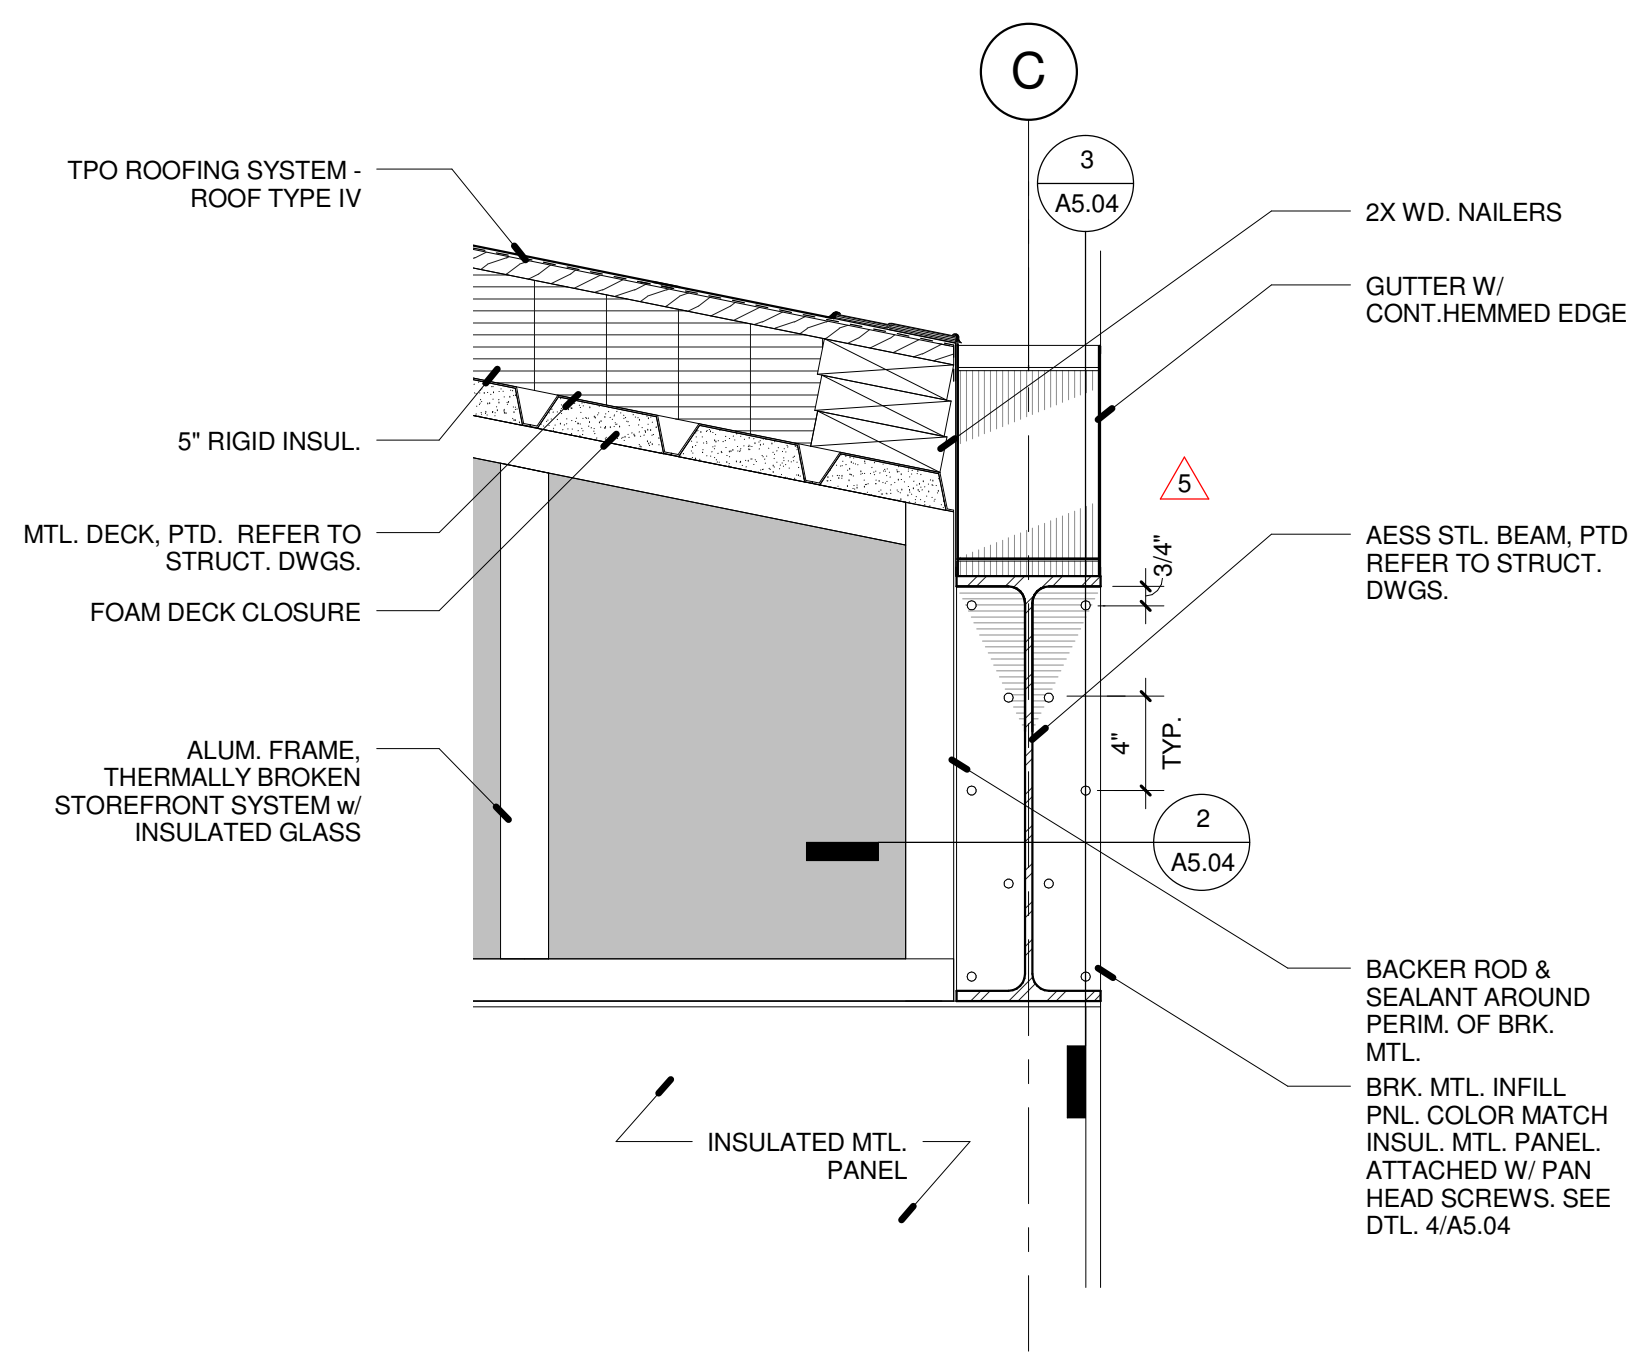 C
3
A5.04
TPO ROOFING SYSTEM -
ROOF TYPE IV
5" RIGID INSUL.
MTL. DECK, PTD. REFER TO
STRUCT. DWGS.
FOAM DECK CLOSURE
ALUM. FRAME,
THERMALLY BROKEN
STOREFRONT SYSTEM w/
INSULATED GLASS
2X WD. NAILERS
GUTTER W/
CONT.HEMMED EDGE
5
3/4"
AESS STL. BEAM, PTD
REFER TO STRUCT.
DWGS.
4"
TYP.
2
A5.04
BACKER ROD &
SEALANT AROUND
PERIM. OF BRK.
MTL.
BRK. MTL. INFILL
PNL. COLOR MATCH
INSUL. MTL. PANEL.
ATTACHED W/ PAN
HEAD SCREWS. SEE
DTL. 4/A5.04
INSULATED MTL.
PANEL